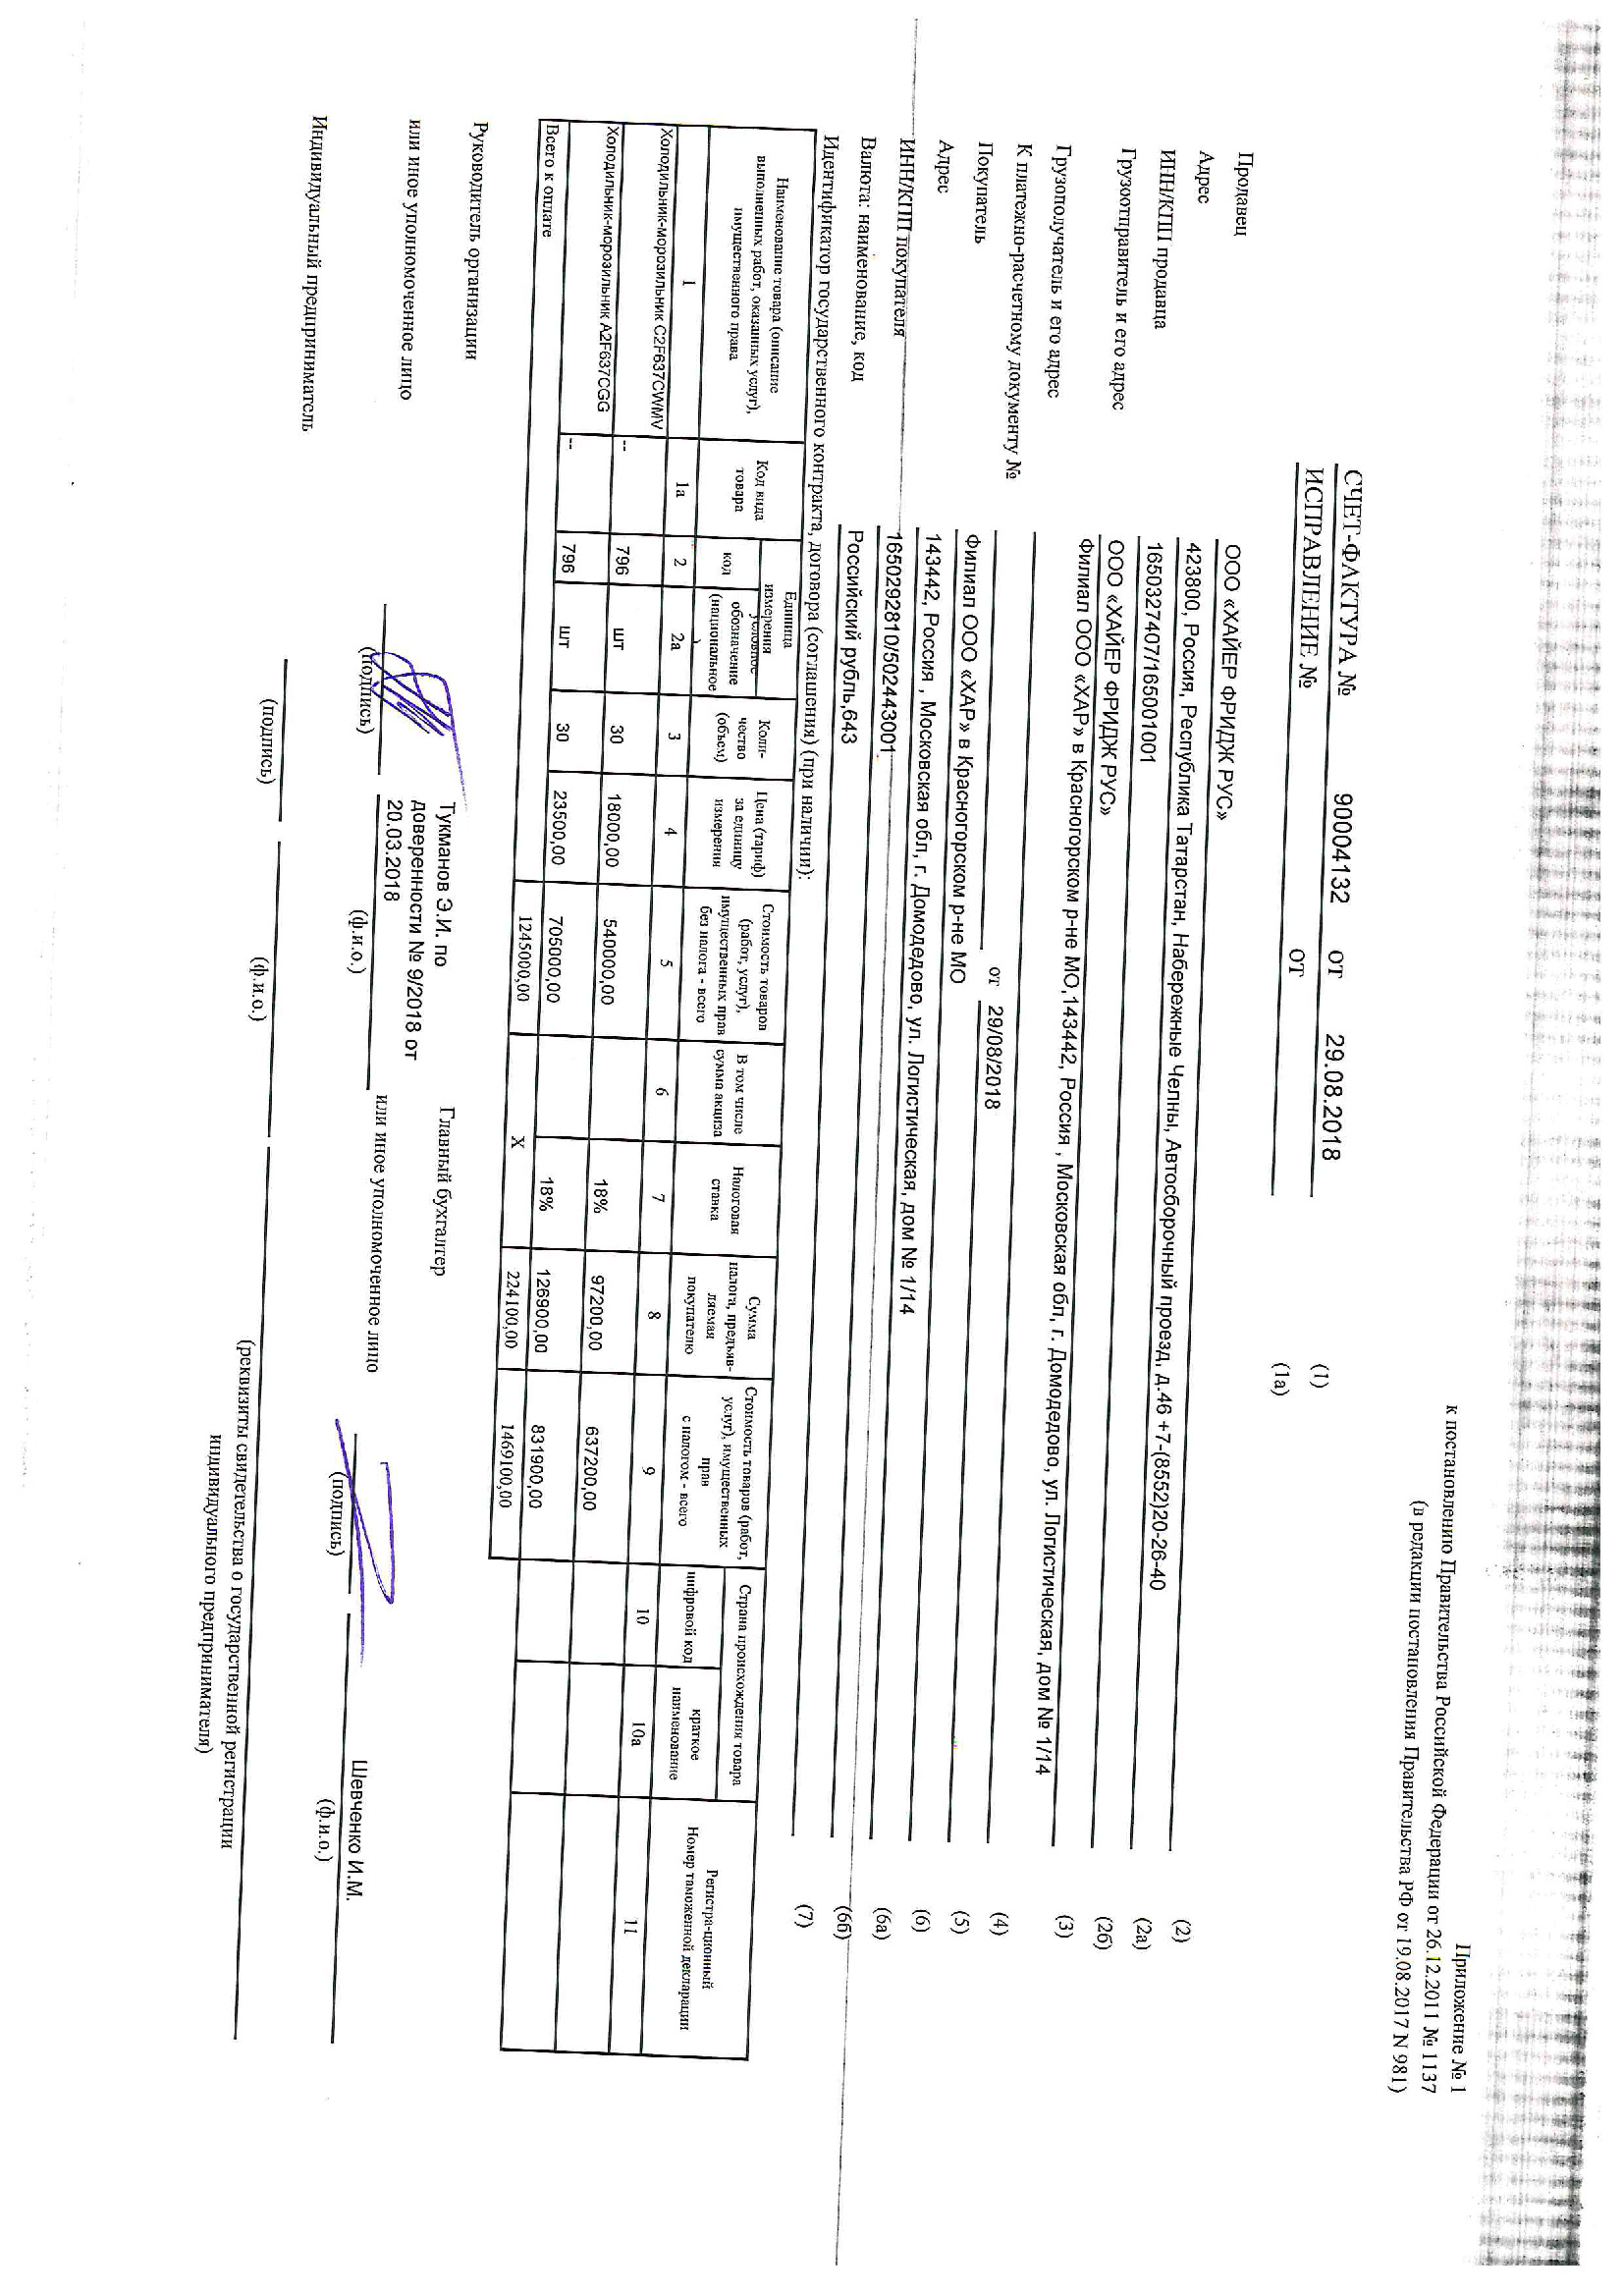 Приложение № 1
к постановлению Правительства Российской Федерации от 26.12.2011 № 1137
(в редакции постановления Правительства РФ от 19.08.2017 N 981)
СЧЕТ-ФАКТУРА № 90004132 от 29.08.2018 (1)
ИСПРАВЛЕНИЕ № от (1а)
Продавец ООО «ХАЙЕР ФРИДЖ РУС» (2)
Адрес 423800, Россия, Республика Татарстан, Набережные Челны, Автосборочный проезд, д.46 +7-(8552)20-26-40 (2а)
ИНН/КПП продавца 1650327407/165001001 (2б)
Грузоотправитель и его адрес ООО «ХАЙЕР ФРИДЖ РУС» (3)
Грузополучатель и его адрес Филиал ООО «ХАР» в Красногорском р-не МО,143442, Россия , Московская обл, г. Домодедово, ул. Логистическая, дом № 1/14 (4)
К платежно-расчетному документу № от 29/08/2018 (5)
Покупатель Филиал ООО «ХАР» в Красногорском р-не МО (6)
Адрес 143442, Россия , Московская обл, г. Домодедово, ул. Логистическая, дом № 1/14 (6а)
ИНН/КПП покупателя 1650292810/502443001 (6б)
Валюта: наименование, код Российский рубль,643 (7)
Идентификатор государственного контракта, договора (соглашения) (при наличии):
Наименование товара (описание выполненных работ, оказанных услуг), имущественного права
Код вида товара
Единица измерения
код
условное обозначение (национальное)
Коли-чество (объем)
Цена (тариф) за единицу измерения
Стоимость товаров (работ, услуг), имущественных прав без налога - всего
В том числе сумма акциза
Налоговая ставка
Сумма налога, предъяв-ляемая покупателю
Стоимость товаров (работ, услуг), имущественных прав с налогом - всего
Страна происхождения товара
цифровой код
краткое наименование
Регистра-ционный Номер таможенной декларации
1 1а 2 2а 3 4 5 6 7 8 9 10 10а 11
Холодильник-морозильник C2F637CWMV -- 796 шт 30 18000,00 540000,00 18% 97200,00 637200,00
Холодильник-морозильник A2F637CGG -- 796 шт 30 23500,00 705000,00 18% 126900,00 831900,00
Всего к оплате 1245000,00 X 224100,00 1469100,00
Руководитель организации
или иное уполномоченное лицо
(подпись)
Тукманов Э.И. по
доверенности № 9/2018 от
20.03.2018
(ф.и.о.)
Главный бухгалтер
или иное уполномоченное лицо
(подпись)
Шевченко И.М.
(ф.и.о.)
Индивидуальный предприниматель
(подпись)
(ф.и.о.)
(реквизиты свидетельства о государственной регистрации
индивидуального предпринимателя)